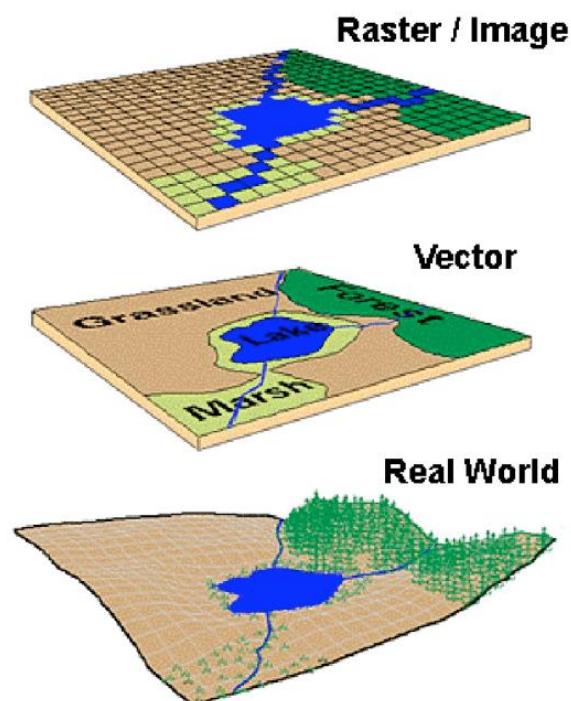 Raster / Image
Vector
Grassland
Forest
Lake
Marsh
Real World